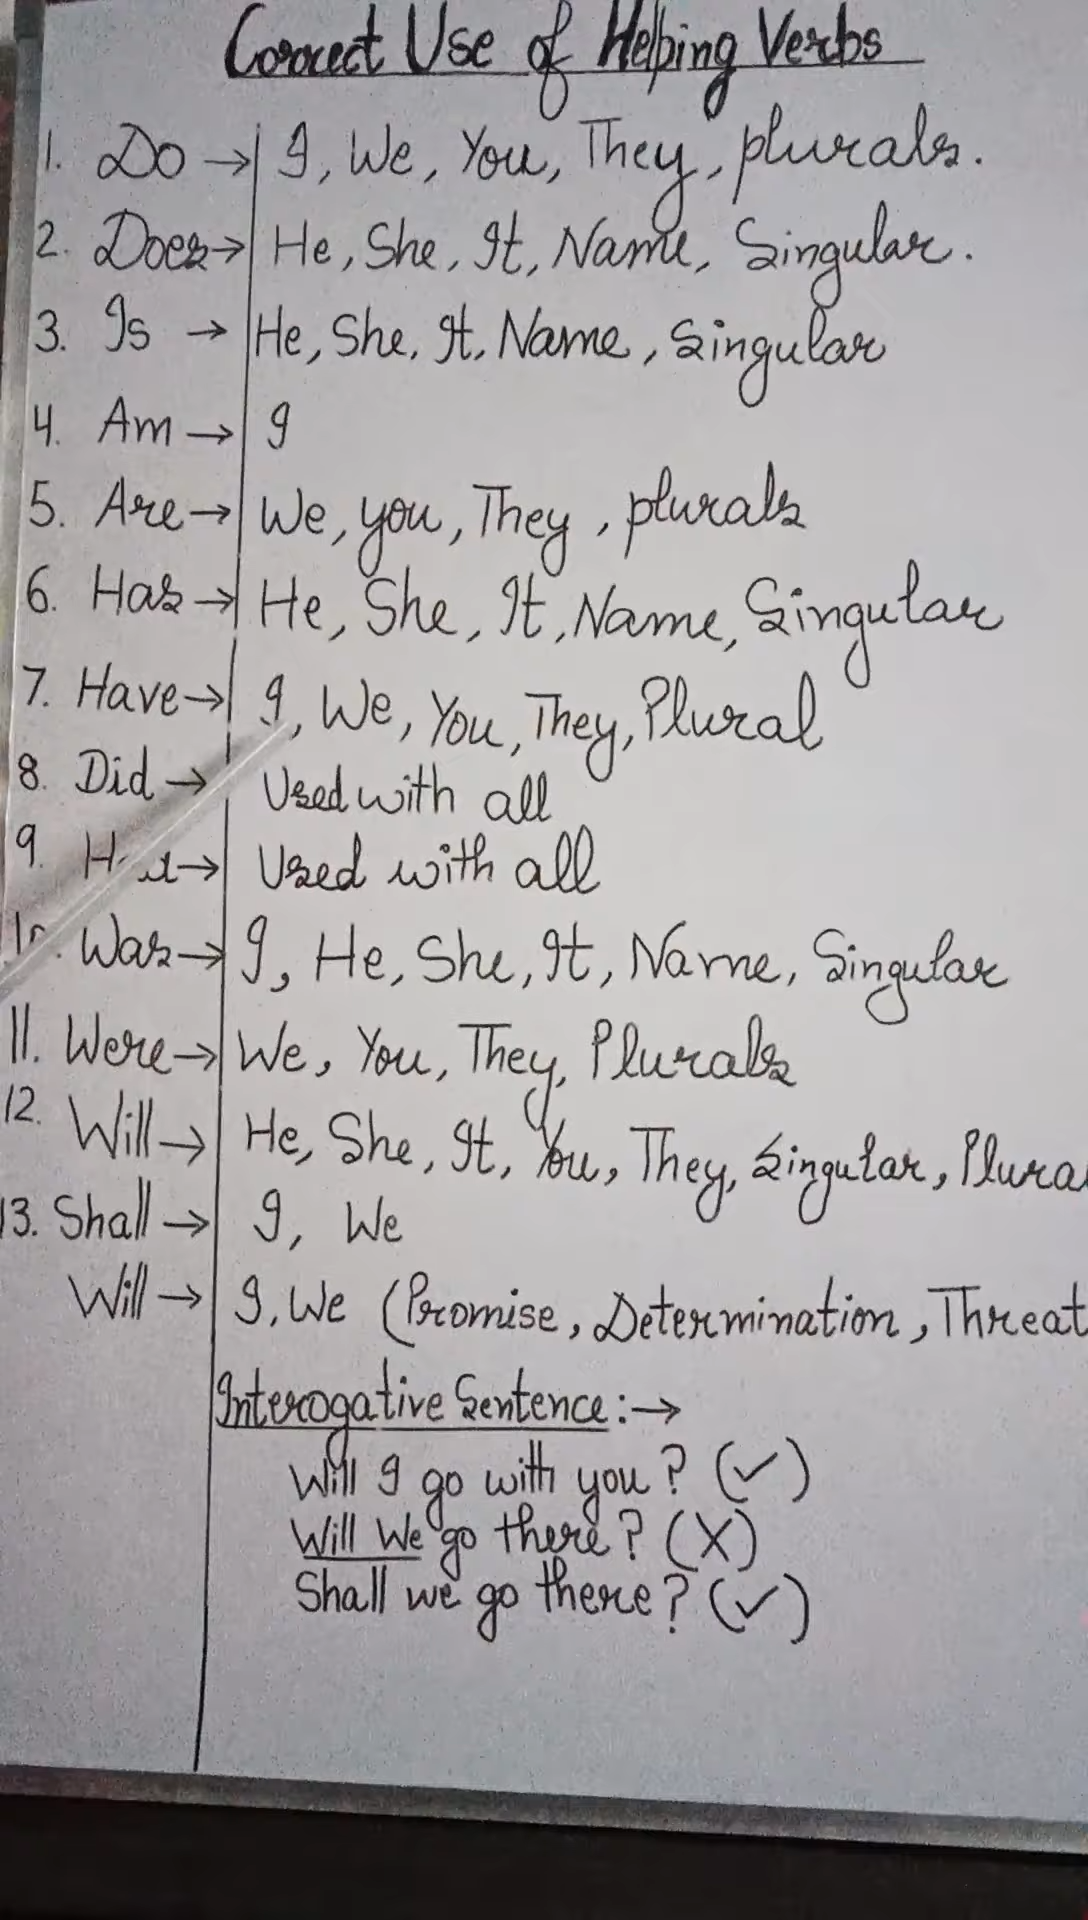 Correct Use of Helping Verbs
1. Do → I, We, You, They, plurals.
2. Does → He, She, It, Name, Singular.
3. Is → He, She, It, Name, Singular
4. Am → I
5. Are → We, you, They, plurals
6. Has → He, She, It, Name, Singular
7. Have → I, We, You, They, Plural
8. Did → Used with all
9. → Used with all
Was → I, He, She, It, Name, Singular
11. Were → We, You, They, Plurals
12. Will → He, She, It, You, They, Singular, Plura
13. Shall → I, We
Will → I, We (Promise, Determination, Threat
Interogative Sentence :→
Will I go with you? (✓)
Will We go there? (X)
Shall we go there? (✓)